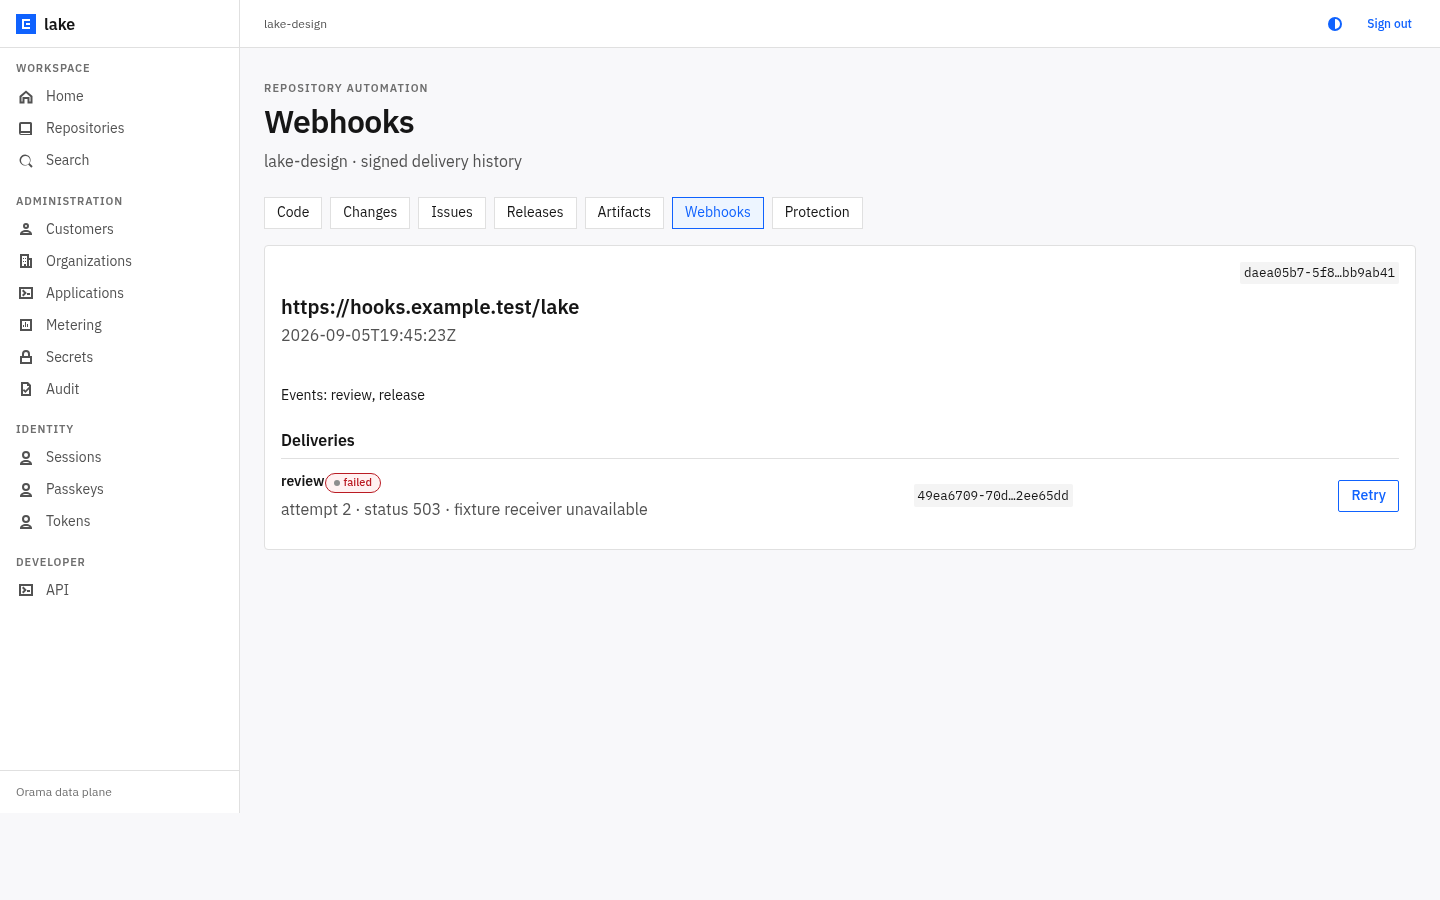 lake
lake-design
Sign out
WORKSPACE
Home
Repositories
Search
ADMINISTRATION
Customers
Organizations
Applications
Metering
Secrets
Audit
IDENTITY
Sessions
Passkeys
Tokens
DEVELOPER
API
Orama data plane
REPOSITORY AUTOMATION
Webhooks
lake-design · signed delivery history
Code
Changes
Issues
Releases
Artifacts
Webhooks
Protection
daea05b7-5f8…bb9ab41
https://hooks.example.test/lake
2026-09-05T19:45:23Z
Events: review, release
Deliveries
review failed
attempt 2 · status 503 · fixture receiver unavailable
49ea6709-70d…2ee65dd
Retry